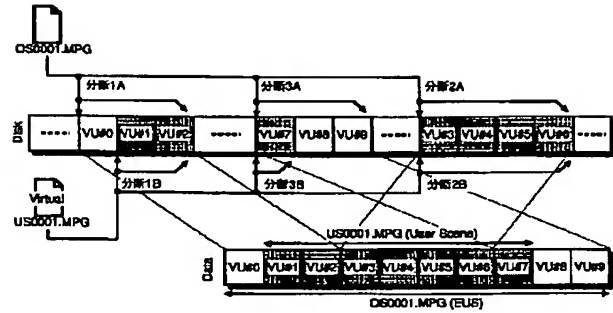 OS0001.MPG
分断1A
分断3A
分断2A
DISK
VU#0
VU#1
VU#2
VU#7
VU#8
VU#9
VU#3
VU#4
VU#5
VU#6
分断1B
分断3B
分断2B
Virtual
US0001.MPG
US0001.MPG (User Scene)
DATA
VU#0
VU#1
VU#2
VU#3
VU#4
VU#5
VU#6
VU#7
VU#8
VU#9
OS0001.MPG (EUS)